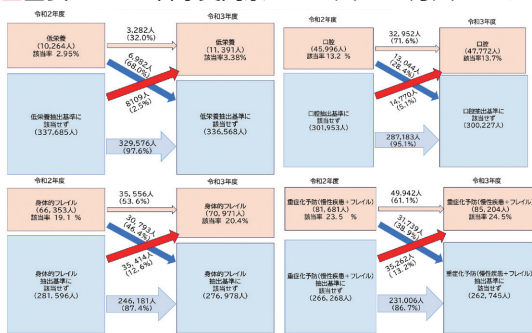 令和2年度
3,282人
(32.0%)
令和3年度
低栄養
(10,264人)
該当率 2.95%
低栄養
(11,391人)
該当率3.38%
6,982人
(68.0%)
8109人
(2.5%)
低栄養抽出基準に
該当せず
(337,685人)
低栄養抽出基準に
該当せず
(336,568人)
329,576人
(97.6%)
令和2年度
32,952人
(71.6%)
令和3年度
口腔
(45,996人
該当率 13.2 %
口腔
(47,772人
該当率13.7%
13,044人
(28.4%)
14,770人
(5.1%)
口腔抽出基準に
該当せず
(301,953人)
口腔抽出基準に
該当せず
(300,227人)
287,183人
(95.1%)
令和2年度
35,556人
(53.6%)
令和3年度
身体的フレイル
(66,353人)
該当率 19.1 %
身体的フレイル
(70,971人)
該当率 20.4%
30,793人
(46.4%)
35,414人
(12.6%)
身体的フレイル
抽出基準に
該当せず
(281,596人)
身体的フレイル
抽出基準に
該当せず
(276,978人)
246,181人
(87.4%)
令和2年度
49,942人
(61.1%)
令和3年度
重症化予防(慢性疾患+フレイル)
(81,681人)
該当率 23.5 %
重症化予防(慢性疾患+フレイル)
(85,204人)
該当率 24.5%
31,739人
(38.9%)
35,262人
(13.2%)
重症化予防(慢性疾患+フレイル)
抽出基準に
該当せず
(266,268人)
重症化予防(慢性疾患+フレイル)
抽出基準に
該当せず
(262,745人)
231,006人
(86.7%)